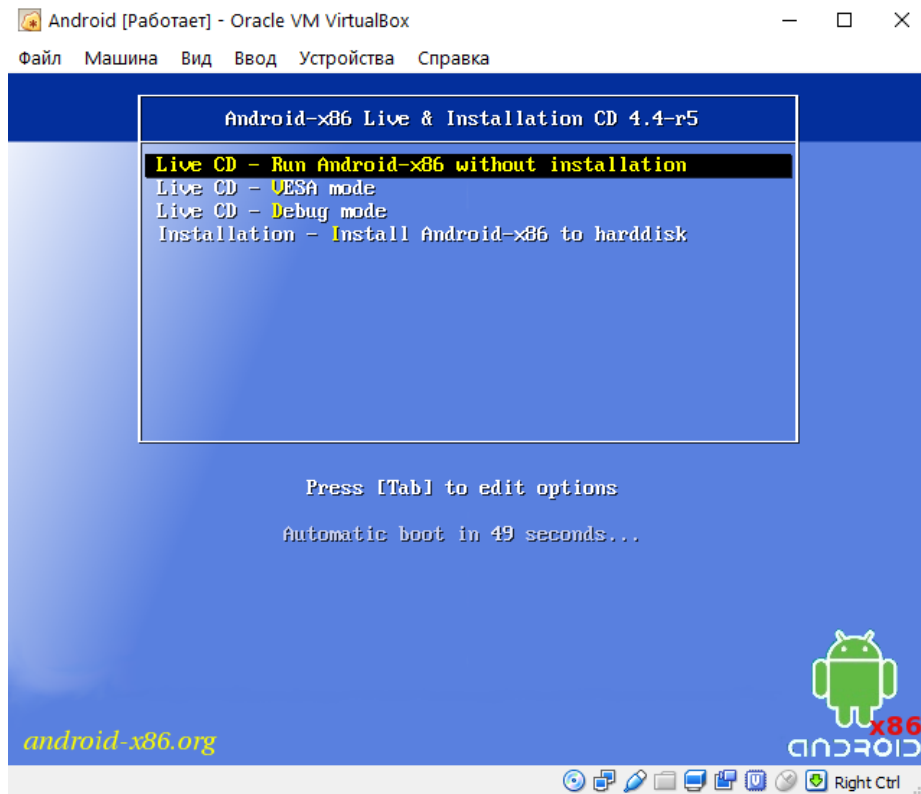 Android [Работает] - Oracle VM VirtualBox
Файл Машина Вид Ввод Устройства Справка
Android-x86 Live & Installation CD 4.4-r5
Live CD - Run Android-x86 without installation
Live CD - VESA mode
Live CD - Debug mode
Installation - Install Android-x86 to harddisk
Press [Tab] to edit options
Automatic boot in 49 seconds...
android-x86.org
x86
ANDROID
Right Ctrl